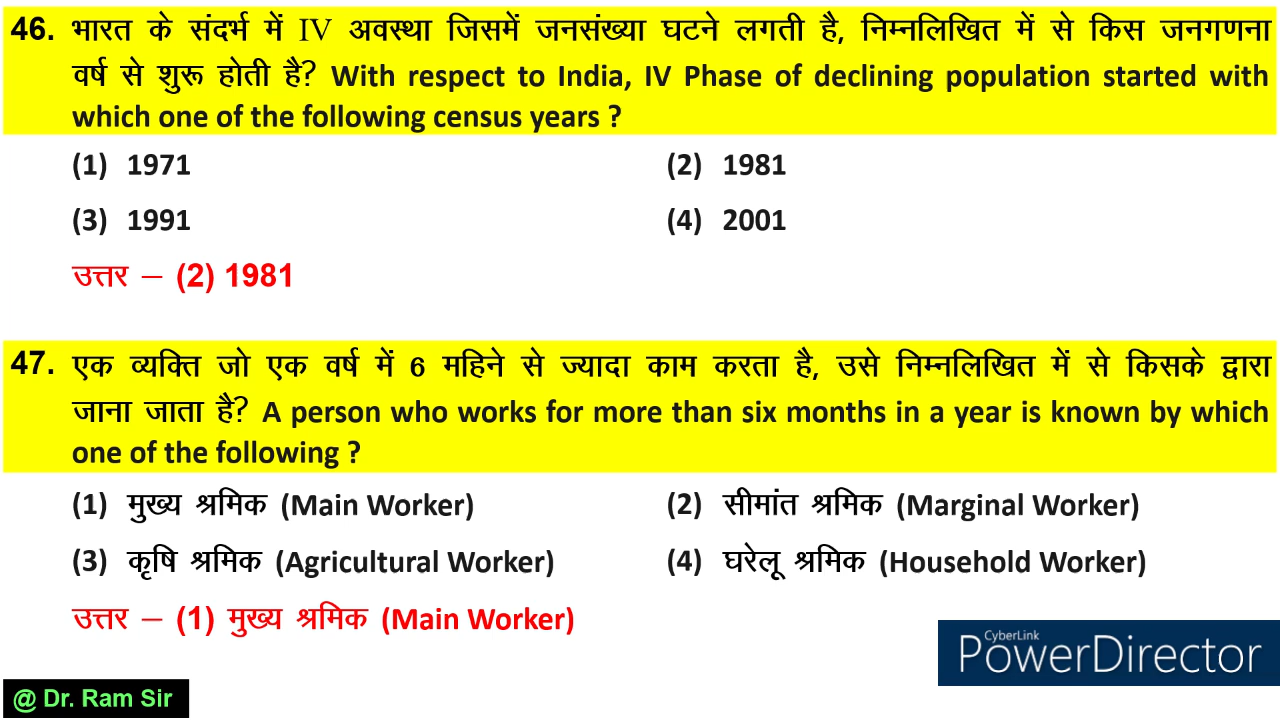 46. भारत के संदर्भ में IV अवस्था जिसमें जनसंख्या घटने लगती है, निम्नलिखित में से किस जनगणना
वर्ष से शुरू होती है? With respect to India, IV Phase of declining population started with
which one of the following census years ?
(1) 1971 (2) 1981
(3) 1991 (4) 2001
उत्तर – (2) 1981
47. एक व्यक्ति जो एक वर्ष में 6 महिने से ज्यादा काम करता है, उसे निम्नलिखित में से किसके द्वारा
जाना जाता है? A person who works for more than six months in a year is known by which
one of the following ?
(1) मुख्य श्रमिक (Main Worker) (2) सीमांत श्रमिक (Marginal Worker)
(3) कृषि श्रमिक (Agricultural Worker) (4) घरेलू श्रमिक (Household Worker)
उत्तर – (1) मुख्य श्रमिक (Main Worker)
CyberLink
PowerDirector
@ Dr. Ram Sir